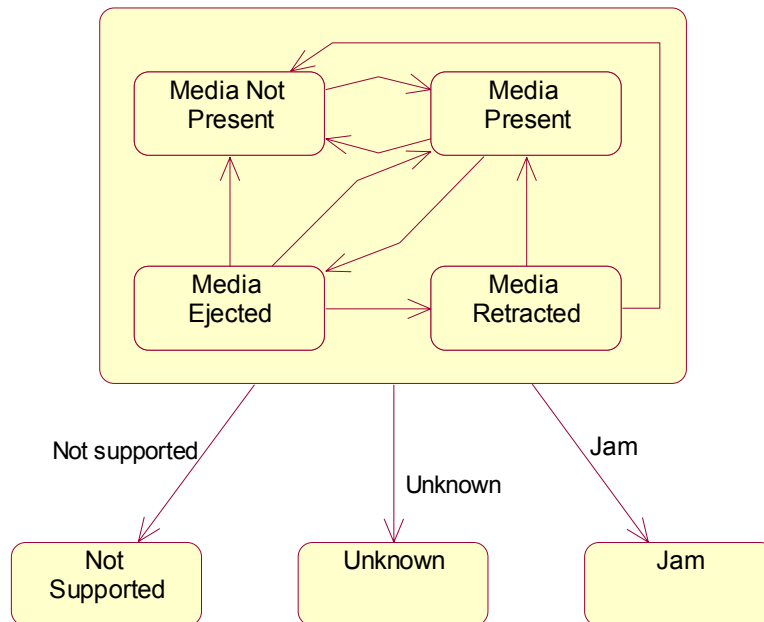 Media Not
Present
Media
Present
Media
Ejected
Media
Retracted
Not supported
Unknown
Jam
Not
Supported
Unknown
Jam